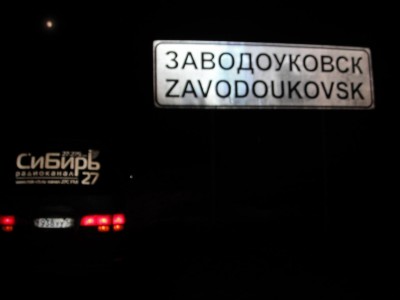 ЗАВОДОУКОВСК
ZAVODOUKOVSK
СиБирЬ
радиоканал
27